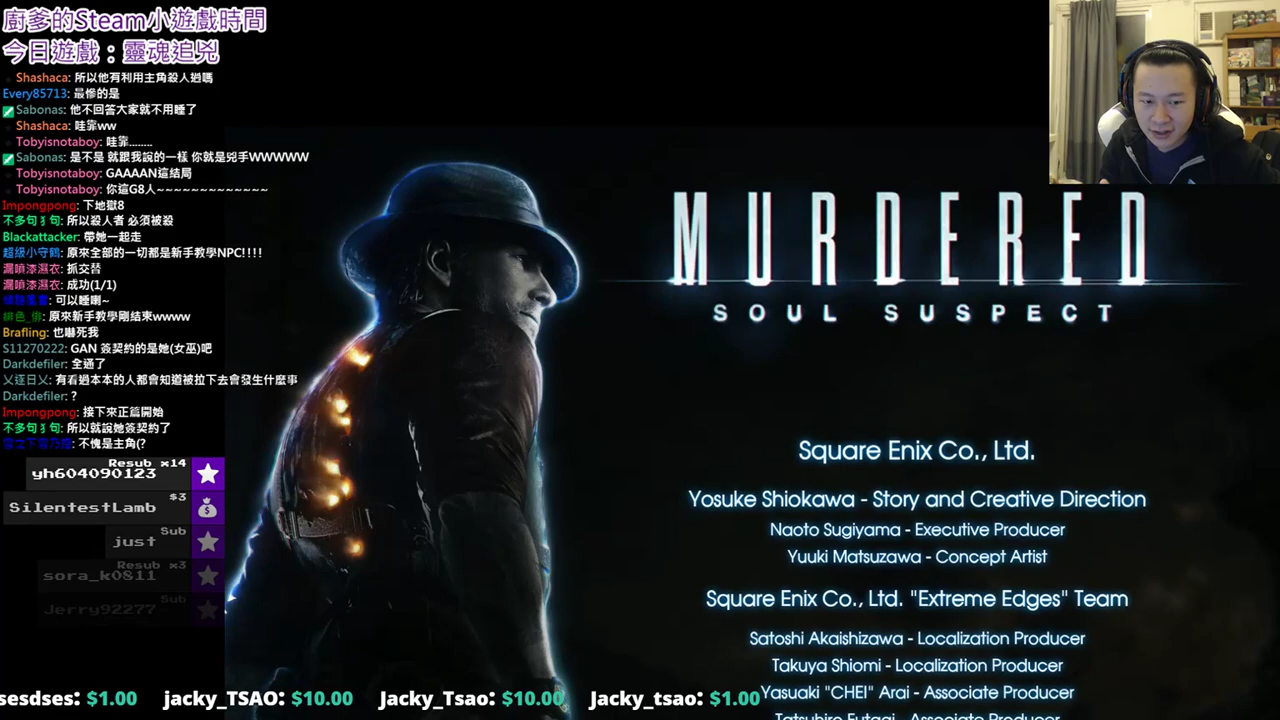 廚爹的Steam小遊戲時間
今日遊戲：靈魂追兇
Shashaca: 所以他有利用主角殺人過嗎
Every85713: 最慘的是
Sabonas: 他不回答大家就不用睡了
Shashaca: 哇靠ww
Tobyisnotaboy: 哇靠........
Sabonas: 是不是 就跟我說的一樣 你就是兇手WWWWW
Tobyisnotaboy: GAAAAN這結局
Tobyisnotaboy: 你這G8人~~~~~~~~~~~~~
Impongpong: 下地獄8
不多句犭句: 所以殺人者 必須被殺
Blackattacker: 帶她一起走
超級小守鶴: 原來全部的一切都是新手教學NPC!!!!
漏噴漆濕衣: 抓交替
漏噴漆濕衣: 成功(1/1)
可以睡喇~
原來新手教學剛結束wwww
Brafling: 也嚇死我
S11270222: GAN 簽契約的是她(女巫)吧
Darkdefiler: 全通了
乂逐日乂: 有看過本本的人都會知道被拉下去會發生什麼事
Darkdefiler: ?
Impongpong: 接下來正篇開始
不多句犭句: 所以就說她簽契約了
不愧是主角(?
Resub x14
yh604090123
$3
SilentestLamb
Sub
just
Resub x3
sora_k0811
Sub
Jerry92277
MURDERED
SOUL SUSPECT
Square Enix Co., Ltd.
Yosuke Shiokawa - Story and Creative Direction
Naoto Sugiyama - Executive Producer
Yuuki Matsuzawa - Concept Artist
Square Enix Co., Ltd. "Extreme Edges" Team
Satoshi Akaishizawa - Localization Producer
Takuya Shiomi - Localization Producer
Yasuaki "CHEI" Arai - Associate Producer
Tatsuhiro Futagi - Associate Producer
sesdses: $1.00 jacky_TSAO: $10.00 Jacky_Tsao: $10.00 Jacky_tsao: $1.00